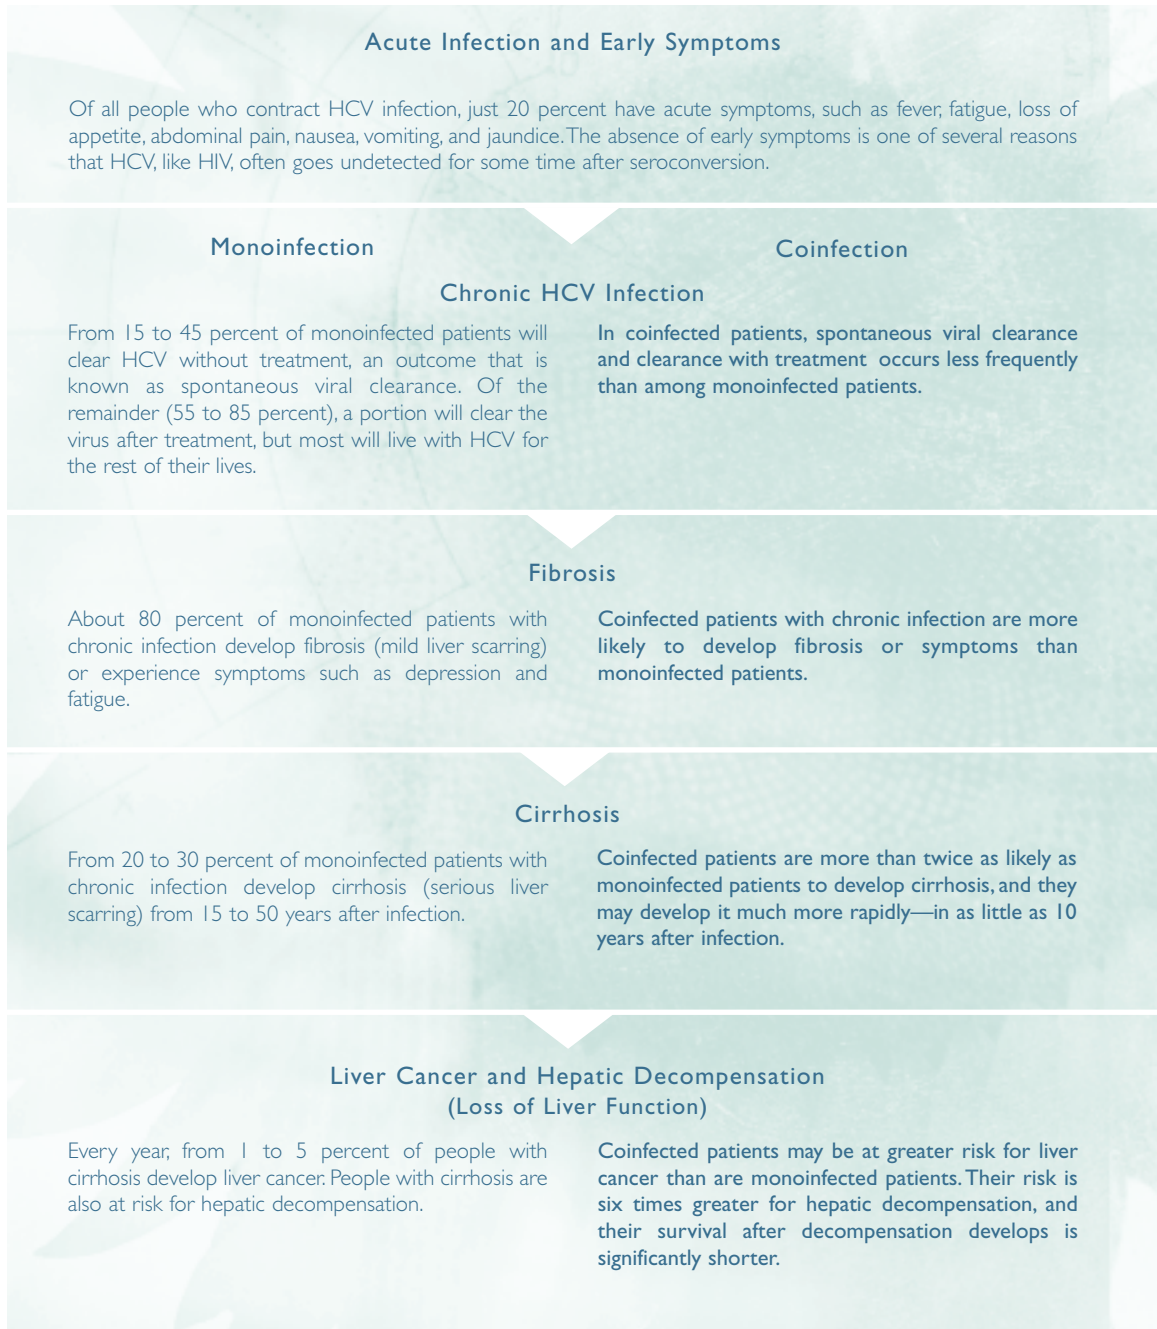 Acute Infection and Early Symptoms
Of all people who contract HCV infection, just 20 percent have acute symptoms, such as fever, fatigue, loss of
appetite, abdominal pain, nausea, vomiting, and jaundice. The absence of early symptoms is one of several reasons
that HCV, like HIV, often goes undetected for some time after seroconversion.
Monoinfection
Coinfection
Chronic HCV Infection
From 15 to 45 percent of monoinfected patients will
clear HCV without treatment, an outcome that is
known as spontaneous viral clearance. Of the
remainder (55 to 85 percent), a portion will clear the
virus after treatment, but most will live with HCV for
the rest of their lives.
In coinfected patients, spontaneous viral clearance
and clearance with treatment occurs less frequently
than among monoinfected patients.
Fibrosis
About 80 percent of monoinfected patients with
chronic infection develop fibrosis (mild liver scarring)
or experience symptoms such as depression and
fatigue.
Coinfected patients with chronic infection are more
likely to develop fibrosis or symptoms than
monoinfected patients.
Cirrhosis
From 20 to 30 percent of monoinfected patients with
chronic infection develop cirrhosis (serious liver
scarring) from 15 to 50 years after infection.
Coinfected patients are more than twice as likely as
monoinfected patients to develop cirrhosis, and they
may develop it much more rapidly—in as little as 10
years after infection.
Liver Cancer and Hepatic Decompensation
(Loss of Liver Function)
Every year, from 1 to 5 percent of people with
cirrhosis develop liver cancer. People with cirrhosis are
also at risk for hepatic decompensation.
Coinfected patients may be at greater risk for liver
cancer than are monoinfected patients. Their risk is
six times greater for hepatic decompensation, and
their survival after decompensation develops is
significantly shorter.